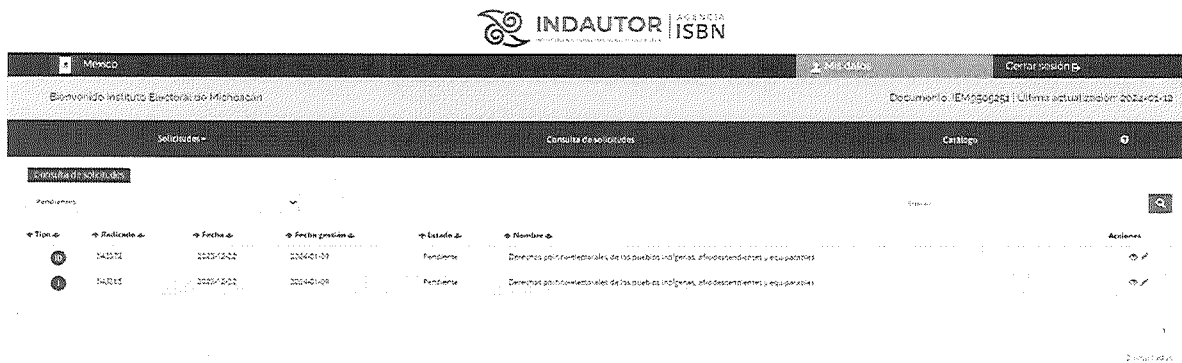 INDAUTOR AGENCIA ISBN
México Mis datos Cerrar sesión
Bienvenido Instituto Electoral de Michoacán Documento: IEM9509251 | Última actualización: 2024-01-12
Solicitudes Consulta de solicitudes Catálogo
Consulta de solicitudes
Pendientes Buscar
Tipo Radicado Fecha Fecha gestión Estado Nombre Acciones
2023-12-22 2024-01-09 Pendiente Derechos político-electorales de los pueblos indígenas, afrodescendientes y equiparables
2023-12-22 2024-01-09 Pendiente Derechos político-electorales de los pueblos indígenas, afrodescendientes y equiparables
1